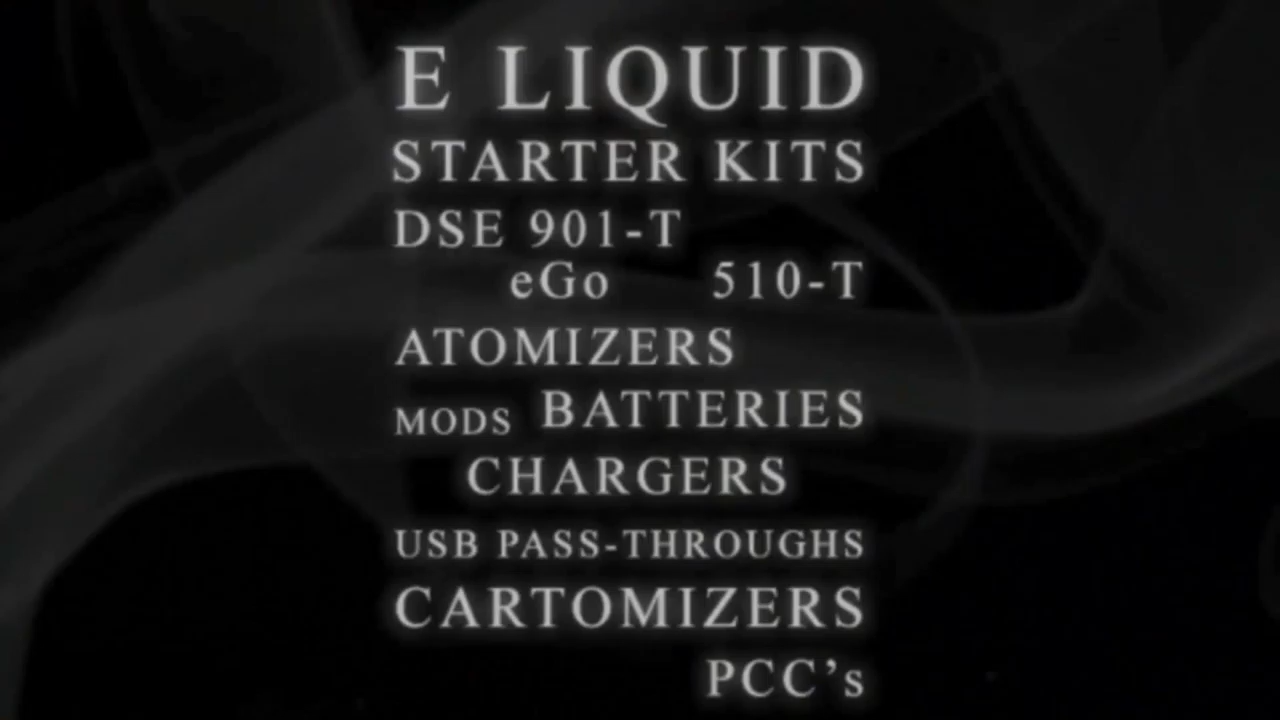 E LIQUID
STARTER KITS
DSE 901-T
eGo 510-T
ATOMIZERS
MODS BATTERIES
CHARGERS
USB PASS-THROUGHS
CARTOMIZERS
PCC's